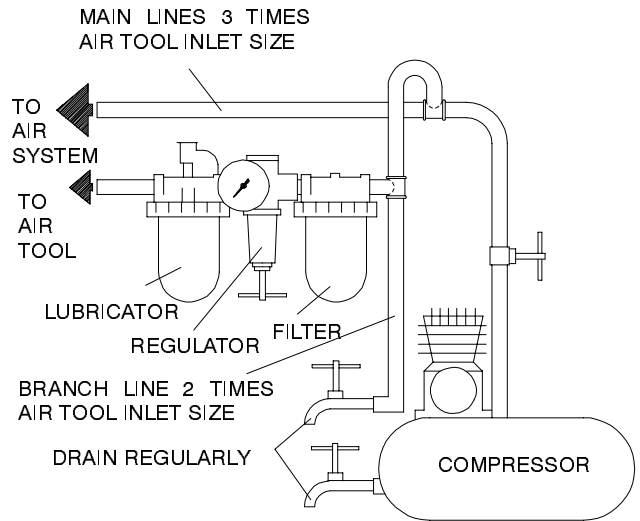 MAIN LINES 3 TIMES
AIR TOOL INLET SIZE
TO
AIR
SYSTEM
TO
AIR
TOOL
LUBRICATOR
REGULATOR
FILTER
BRANCH LINE 2 TIMES
AIR TOOL INLET SIZE
DRAIN REGULARLY
COMPRESSOR